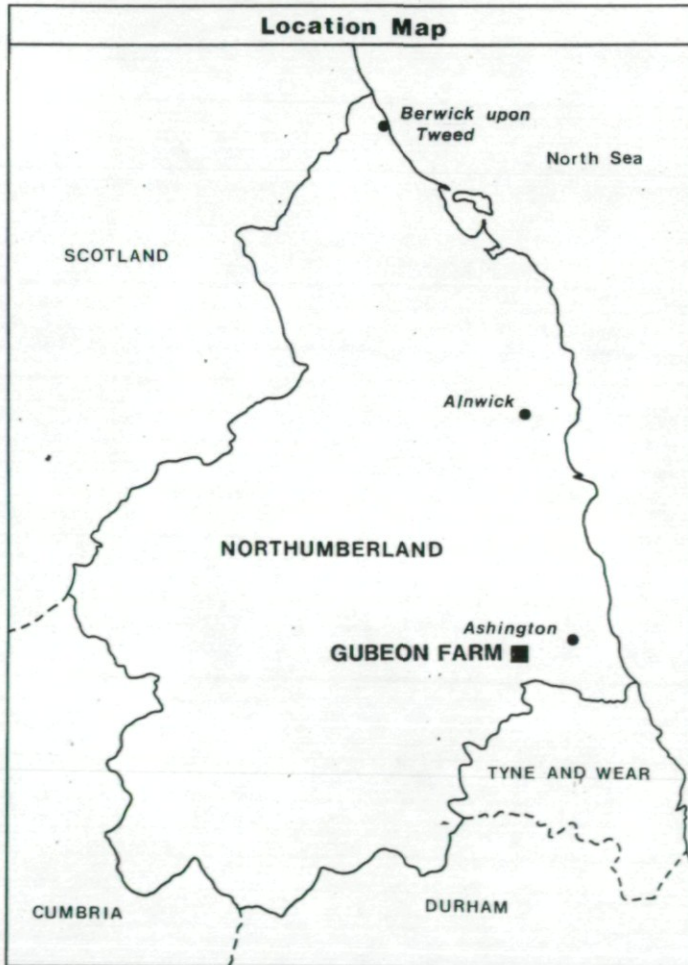 Location Map
Berwick upon
Tweed
North Sea
SCOTLAND
Alnwick
NORTHUMBERLAND
Ashington
GUBEON FARM
TYNE AND WEAR
CUMBRIA
DURHAM